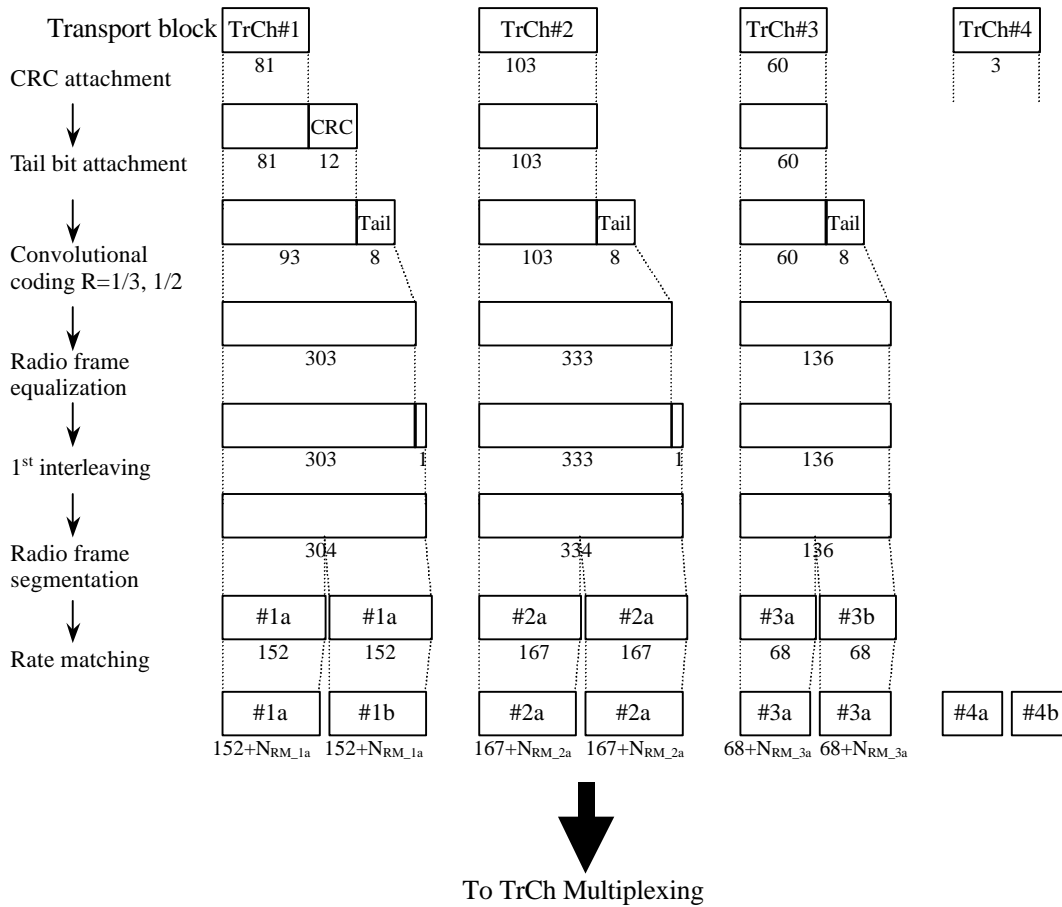 Transport block TrCh#1 TrCh#2 TrCh#3 TrCh#4
81 103 60 3
CRC attachment
CRC
81 12 103 60
Tail bit attachment
Tail Tail Tail
93 8 103 8 60 8
Convolutional
coding R=1/3, 1/2
303 333 136
Radio frame
equalization
303 1 333 1 136
1st interleaving
304 334 136
Radio frame
segmentation
#1a #1a #2a #2a #3a #3b
152 152 167 167 68 68
Rate matching
#1a #1b #2a #2a #3a #3a #4a #4b
152+NRM_1a 152+NRM_1a 167+NRM_2a 167+NRM_2a 68+NRM_3a 68+NRM_3a
To TrCh Multiplexing